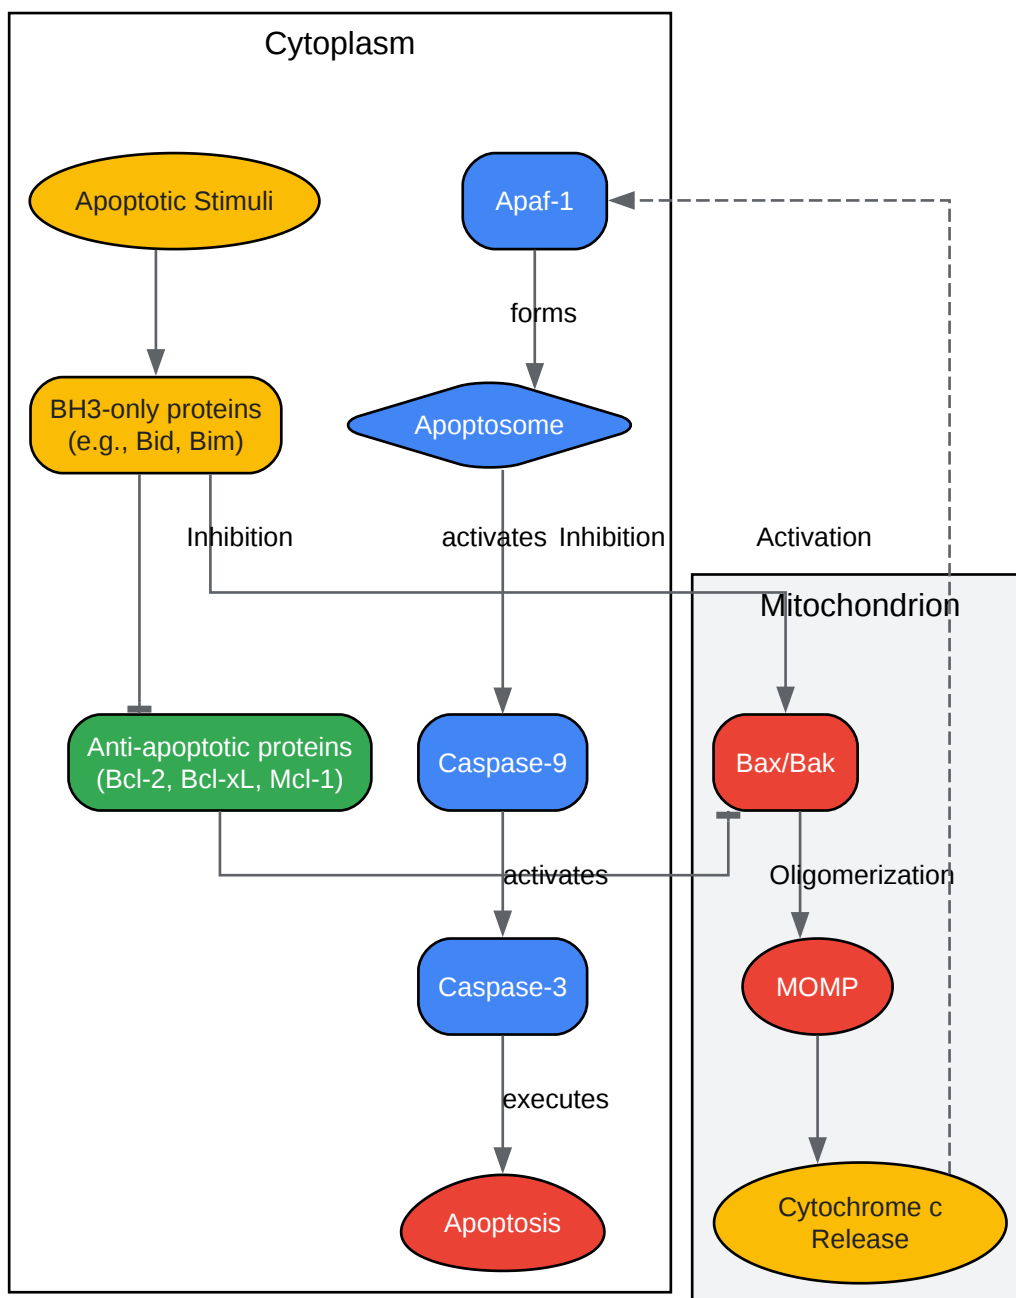 Cytoplasm
Apoptotic Stimuli
Apaf-1
forms
BH3-only proteins
(e.g., Bid, Bim)
Apoptosome
Inhibition
activates
Inhibition
Activation
Mitochondrion
Anti-apoptotic proteins
(Bcl-2, Bcl-xL, Mcl-1)
Caspase-9
Bax/Bak
activates
Oligomerization
Caspase-3
MOMP
executes
Apoptosis
Cytochrome c
Release